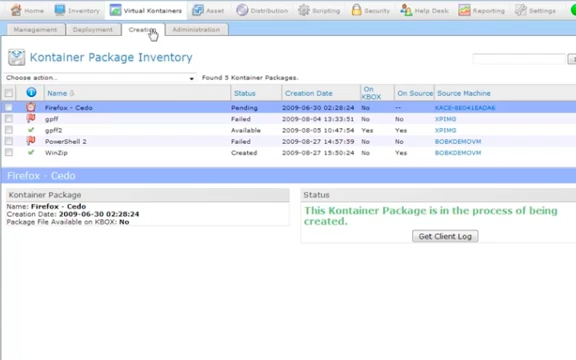 Home Inventory Virtual Kontainers Asset Distribution Scripting Security Help Desk Reporting Settings
Management Deployment Creation Administration
Kontainer Package Inventory
Choose action... Found 5 Kontainer Packages.
Name Status Creation Date On KBOX On Source Source Machine
Firefox - Cedo Pending 2009-06-30 02:28:24 No -- KACE-8E041EADA6
gpff Failed 2009-08-04 13:33:51 No No XPIMG
gpff2 Available 2009-08-05 10:47:54 Yes Yes XPIMG
PowerShell 2 Failed 2009-08-27 14:57:59 No No BOBKDEMOVM
WinZip Created 2009-08-27 15:50:24 No Yes BOBKDEMOVM
Firefox - Cedo
Kontainer Package
Name: Firefox - Cedo
Creation Date: 2009-06-30 02:28:24
Package File Available on KBOX: No
Status
This Kontainer Package is in the process of being
created.
Get Client Log